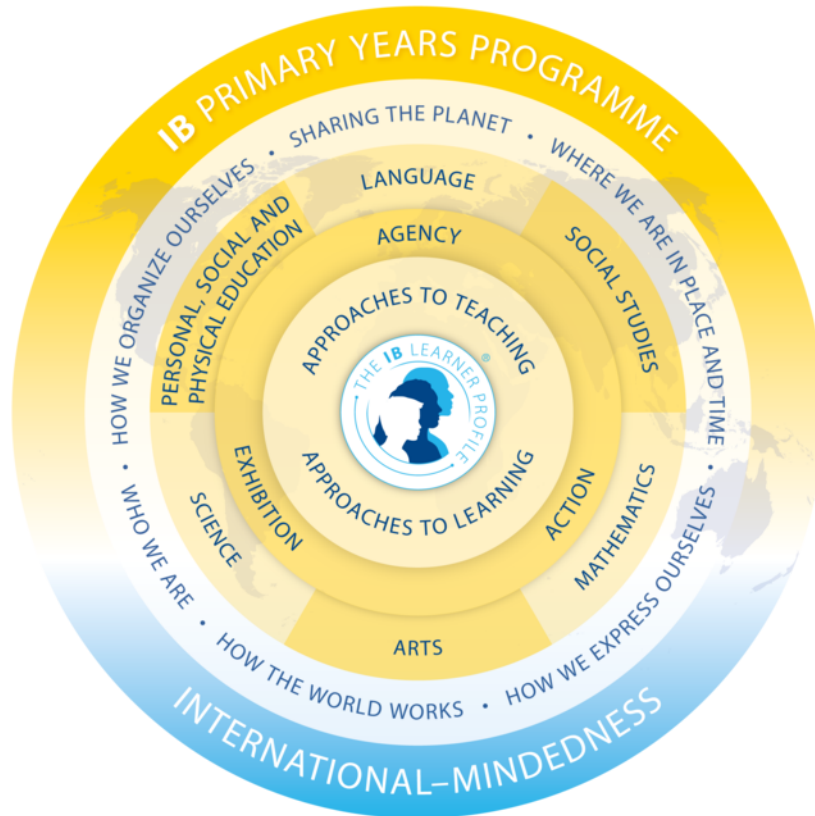 IB PRIMARY YEARS PROGRAMME
SHARING THE PLANET
•
WHERE WE ARE IN PLACE AND TIME
•
HOW WE EXPRESS OURSELVES
•
HOW THE WORLD WORKS
•
WHO WE ARE
•
HOW WE ORGANIZE OURSELVES
•
LANGUAGE
SOCIAL STUDIES
MATHEMATICS
ARTS
SCIENCE
PERSONAL, SOCIAL AND
PHYSICAL EDUCATION
AGENCY
ACTION
EXHIBITION
APPROACHES TO TEACHING
APPROACHES TO LEARNING
THE IB LEARNER PROFILE ®
INTERNATIONAL–MINDEDNESS